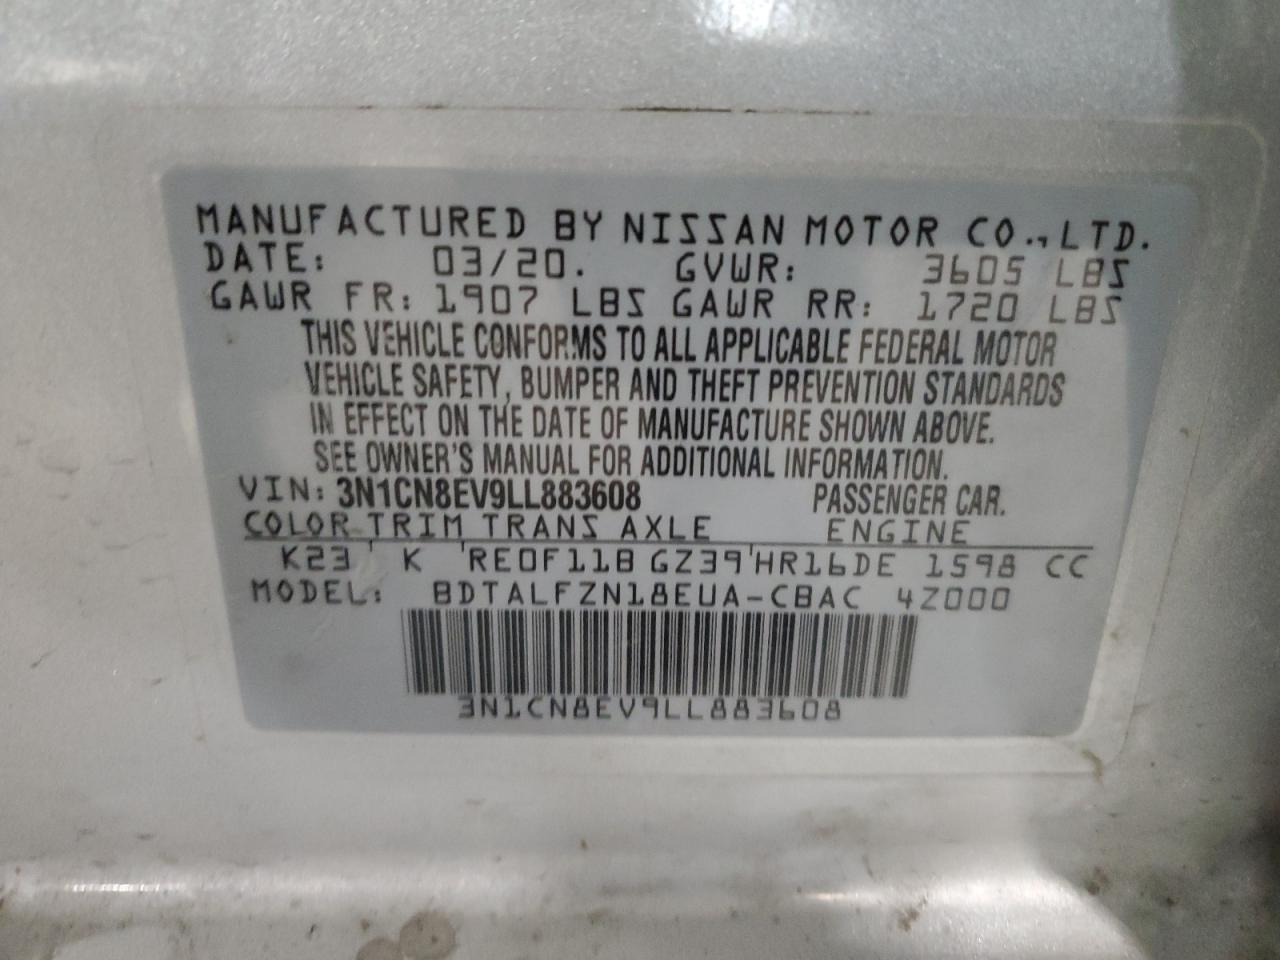 MANUFACTURED BY NISSAN MOTOR CO., LTD.
DATE: 03/20. GVWR: 3605 LBS
GAWR FR: 1907 LBS GAWR RR: 1720 LBS
THIS VEHICLE CONFORMS TO ALL APPLICABLE FEDERAL MOTOR
VEHICLE SAFETY, BUMPER AND THEFT PREVENTION STANDARDS
IN EFFECT ON THE DATE OF MANUFACTURE SHOWN ABOVE.
SEE OWNER'S MANUAL FOR ADDITIONAL INFORMATION.
VIN: 3N1CN8EV9LL883608 PASSENGER CAR.
COLOR TRIM TRANS AXLE ENGINE
K23 K RE0F11B GZ39 HR16DE 1598 CC
MODEL: BDTALFZN18EUA-CBAC 4Z000
3N1CN8EV9LL883608